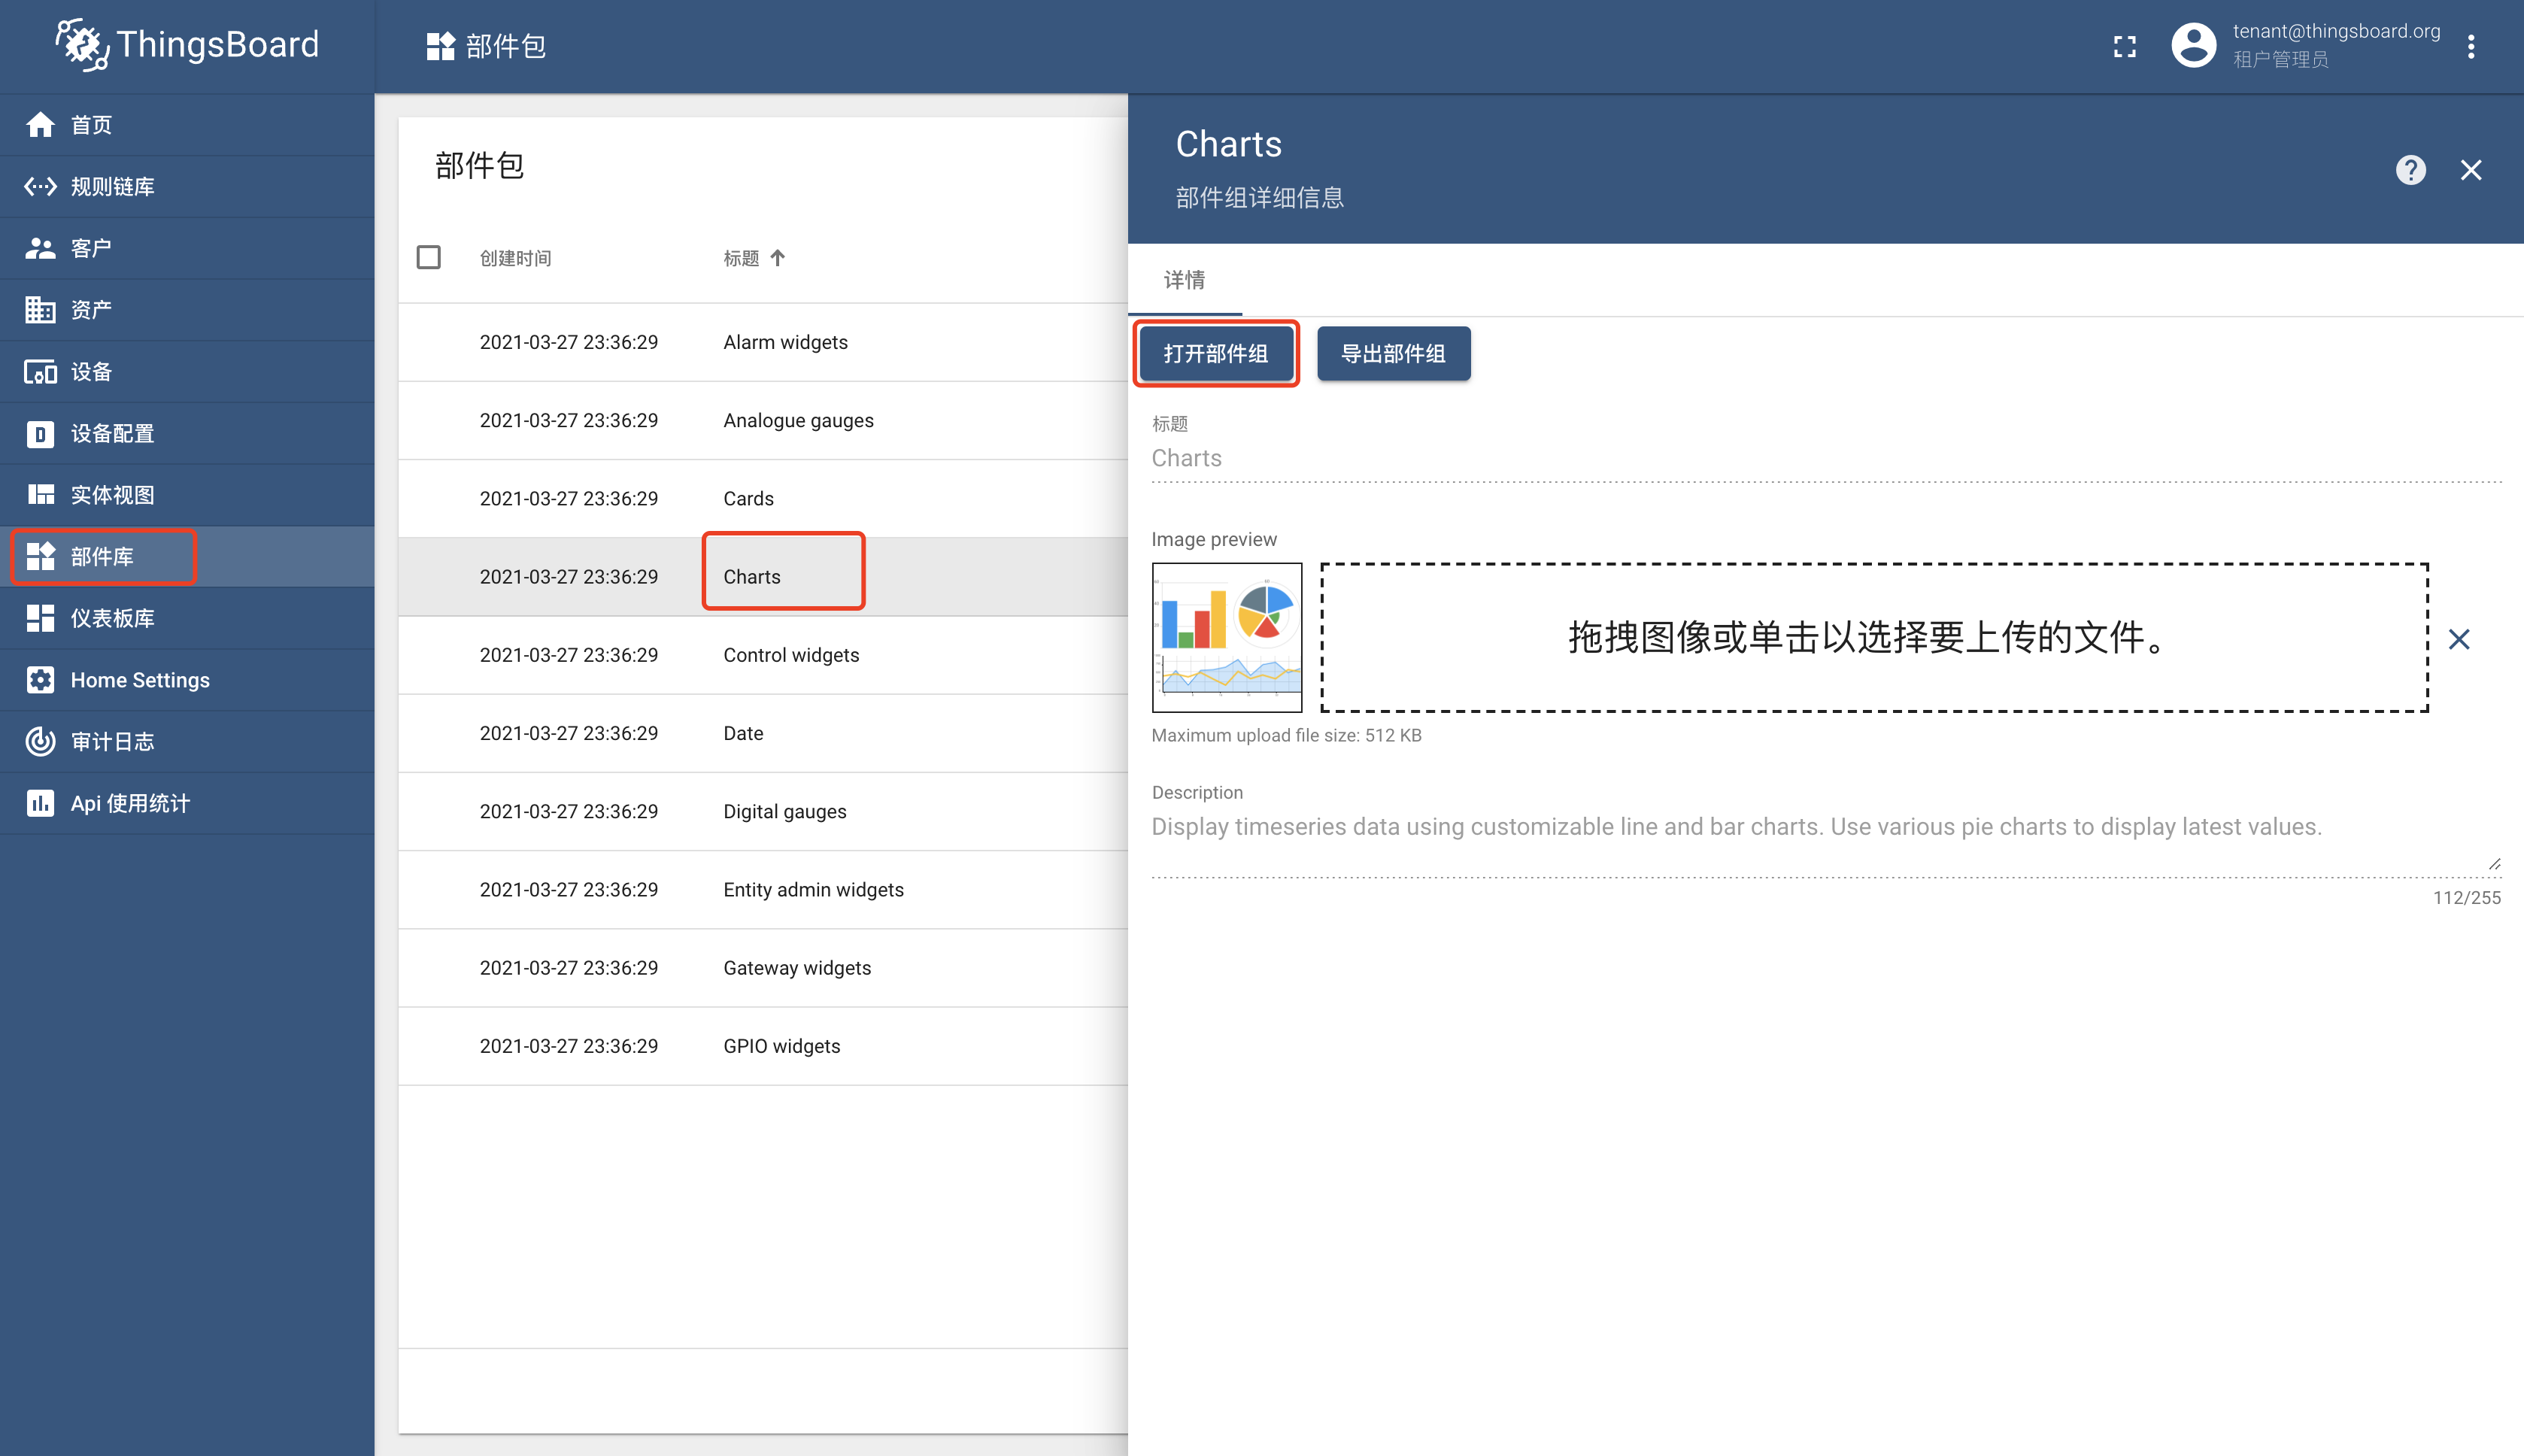 ThingsBoard
部件包
tenant@thingsboard.org
租户管理员
首页
规则链库
客户
资产
设备
设备配置
实体视图
部件库
仪表板库
Home Settings
审计日志
Api 使用统计
部件包
创建时间 标题
2021-03-27 23:36:29 Alarm widgets
2021-03-27 23:36:29 Analogue gauges
2021-03-27 23:36:29 Cards
2021-03-27 23:36:29 Charts
2021-03-27 23:36:29 Control widgets
2021-03-27 23:36:29 Date
2021-03-27 23:36:29 Digital gauges
2021-03-27 23:36:29 Entity admin widgets
2021-03-27 23:36:29 Gateway widgets
2021-03-27 23:36:29 GPIO widgets
Charts
部件组详细信息
详情
打开部件组 导出部件组
标题
Charts
Image preview
拖拽图像或单击以选择要上传的文件。
Maximum upload file size: 512 KB
Description
Display timeseries data using customizable line and bar charts. Use various pie charts to display latest values.
112/255